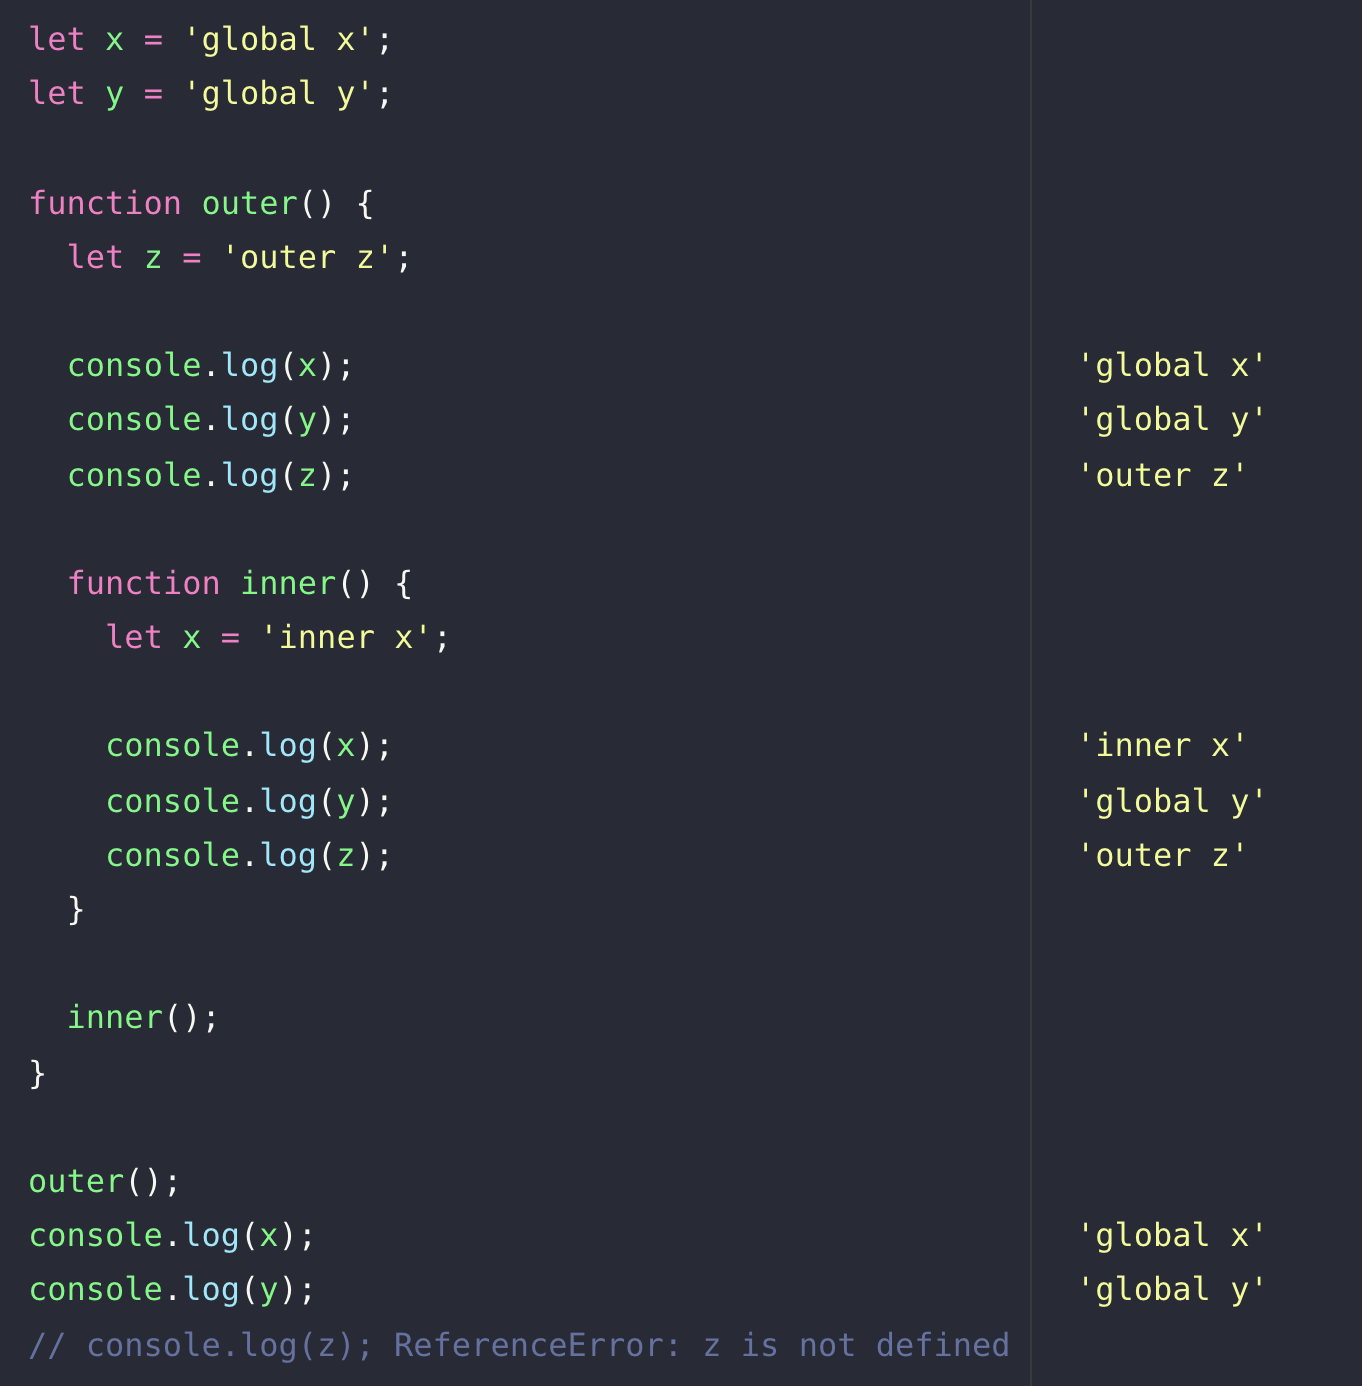 let x = 'global x';
let y = 'global y';

function outer() {
  let z = 'outer z';

  console.log(x); 'global x'
  console.log(y); 'global y'
  console.log(z); 'outer z'

  function inner() {
    let x = 'inner x';

    console.log(x); 'inner x'
    console.log(y); 'global y'
    console.log(z); 'outer z'
  }

  inner();
}

outer();
console.log(x); 'global x'
console.log(y); 'global y'
// console.log(z); ReferenceError: z is not defined